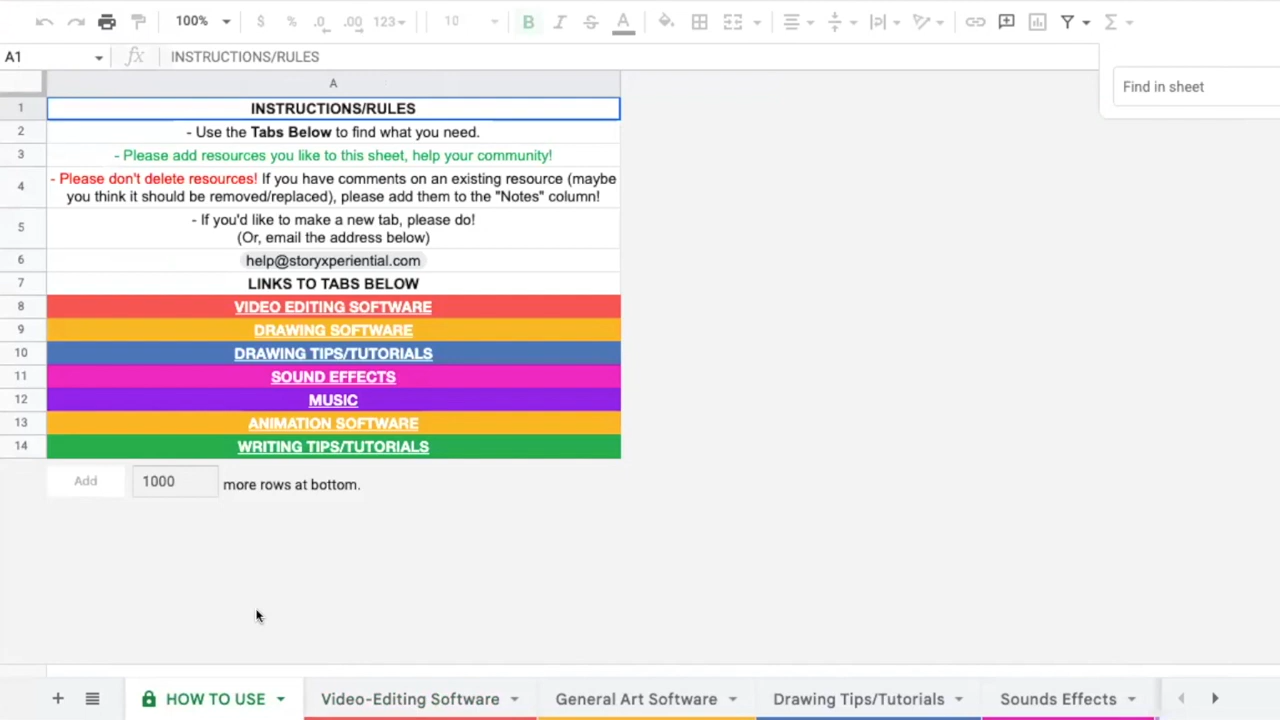 100% $ % .0 .00 123 10 B I S A
A1 fx INSTRUCTIONS/RULES
Find in sheet
A
1 INSTRUCTIONS/RULES
2 - Use the Tabs Below to find what you need.
3 - Please add resources you like to this sheet, help your community!
4 - Please don't delete resources! If you have comments on an existing resource (maybe
you think it should be removed/replaced), please add them to the "Notes" column!
5 - If you'd like to make a new tab, please do!
(Or, email the address below)
6 help@storyxperiential.com
7 LINKS TO TABS BELOW
8 VIDEO EDITING SOFTWARE
9 DRAWING SOFTWARE
10 DRAWING TIPS/TUTORIALS
11 SOUND EFFECTS
12 MUSIC
13 ANIMATION SOFTWARE
14 WRITING TIPS/TUTORIALS
Add 1000 more rows at bottom.
HOW TO USE Video-Editing Software General Art Software Drawing Tips/Tutorials Sounds Effects